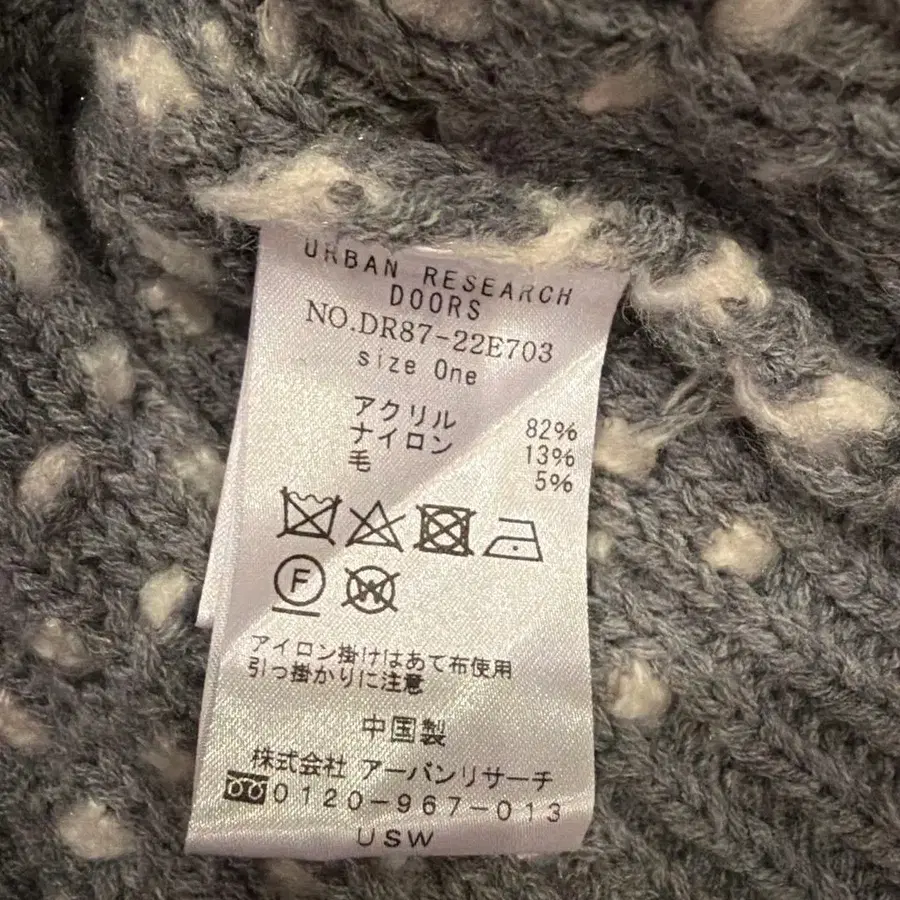 URBAN RESEARCH
DOORS
NO.DR87-22E703
size One
アクリル 82%
ナイロン 13%
毛 5%
F
W
アイロン掛けはあて布使用
引っ掛かりに注意
中国製
株式会社 アーバンリサーチ
0120-967-013
USW